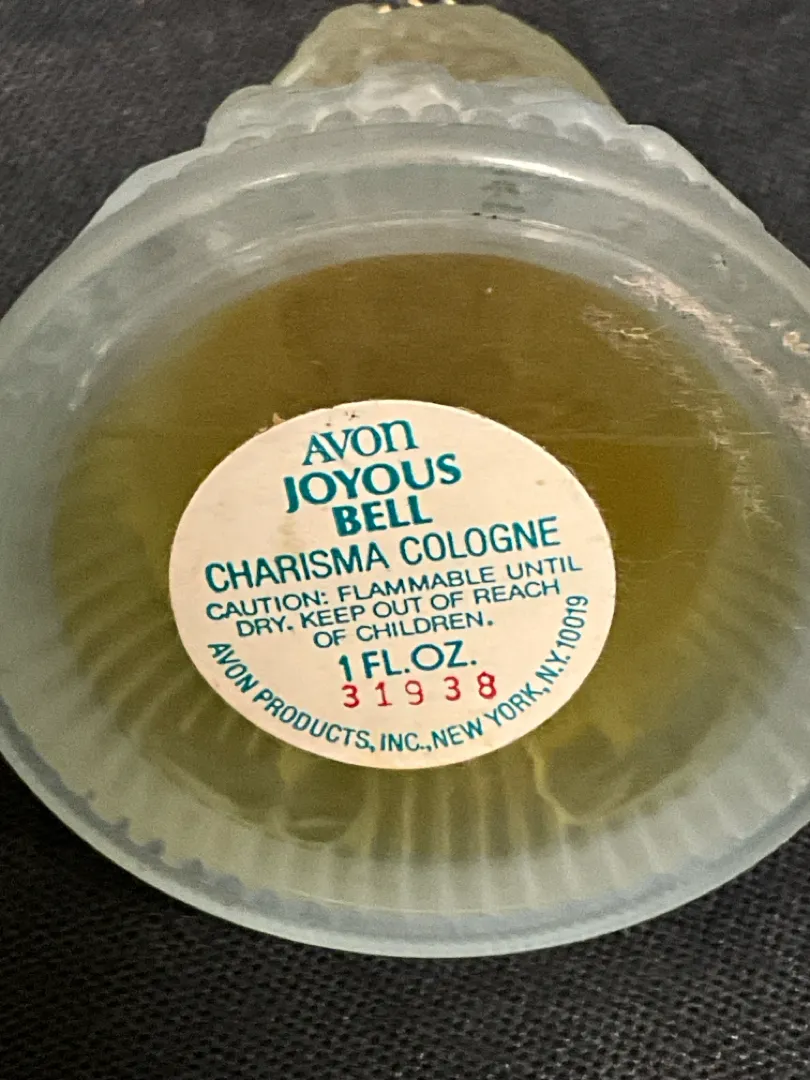 AVON
JOYOUS
BELL
CHARISMA COLOGNE
CAUTION: FLAMMABLE UNTIL
DRY. KEEP OUT OF REACH
OF CHILDREN.
1 FL.OZ.
31938
AVON PRODUCTS, INC., NEW YORK, N.Y. 10019